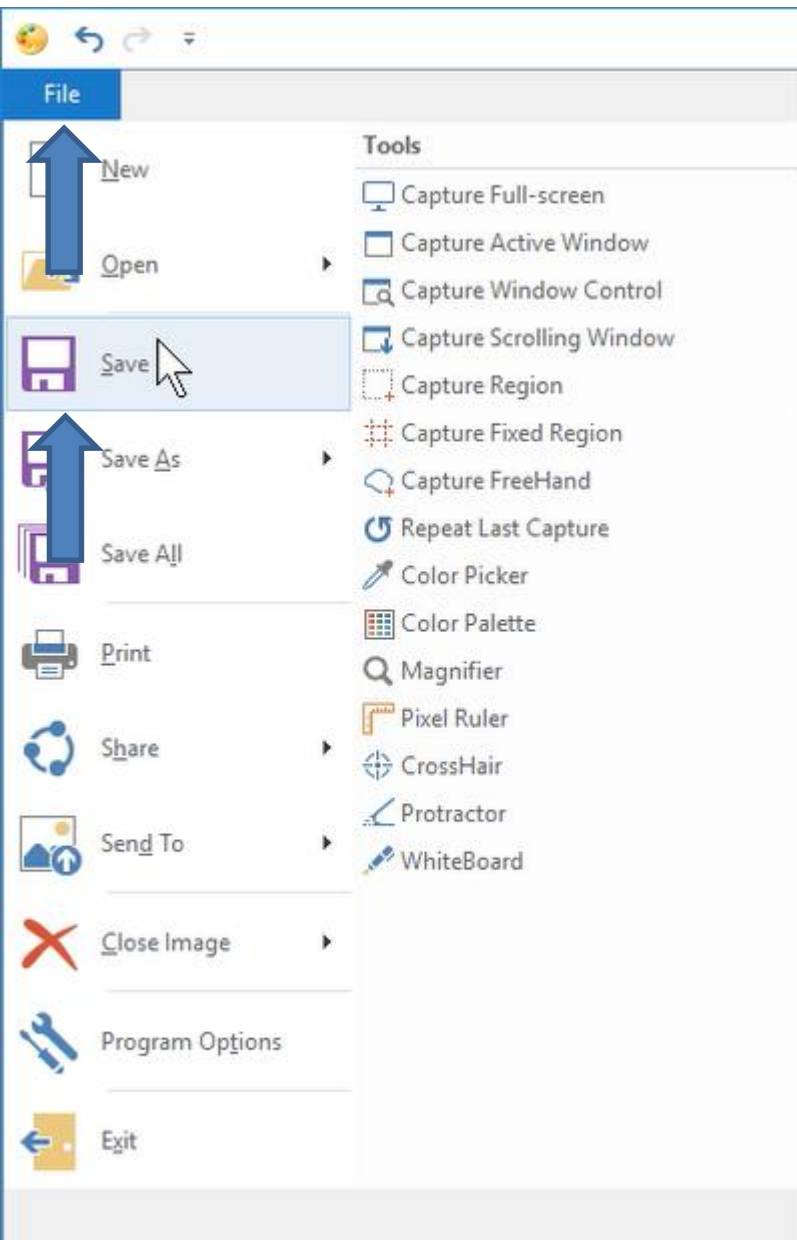 File
New
Open
Save
Save As
Save All
Print
Share
Send To
Close Image
Program Options
Exit
Tools
Capture Full-screen
Capture Active Window
Capture Window Control
Capture Scrolling Window
Capture Region
Capture Fixed Region
Capture FreeHand
Repeat Last Capture
Color Picker
Color Palette
Magnifier
Pixel Ruler
CrossHair
Protractor
WhiteBoard